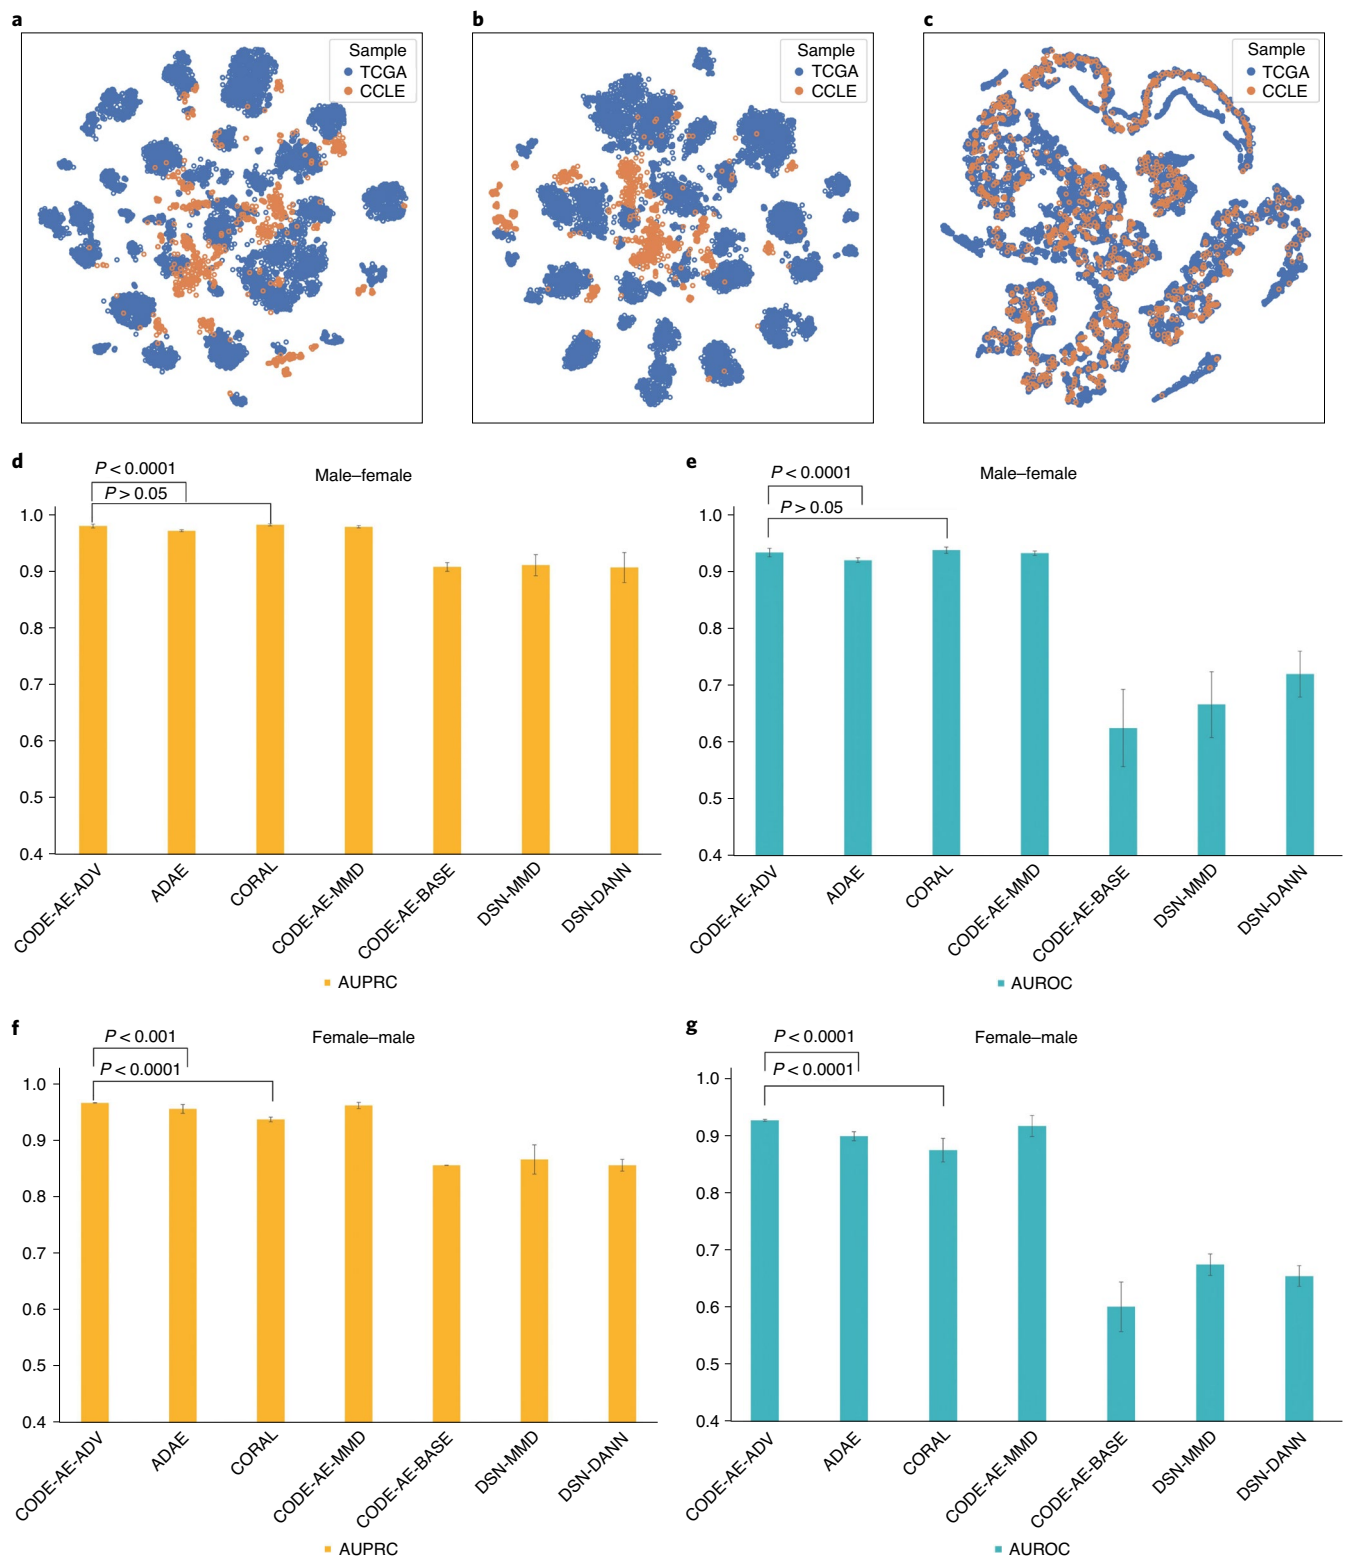 a
Sample
TCGA
CCLE
b
Sample
TCGA
CCLE
c
Sample
TCGA
CCLE
d
Male–female
P < 0.0001
P > 0.05
1.0
0.9
0.8
0.7
0.6
0.5
0.4
CODE-AE-ADV
ADAE
CORAL
CODE-AE-MMD
CODE-AE-BASE
DSN-MMD
DSN-DANN
AUPRC
e
Male–female
P < 0.0001
P > 0.05
1.0
0.9
0.8
0.7
0.6
0.5
0.4
CODE-AE-ADV
ADAE
CORAL
CODE-AE-MMD
CODE-AE-BASE
DSN-MMD
DSN-DANN
AUROC
f
Female–male
P < 0.001
P < 0.0001
1.0
0.9
0.8
0.7
0.6
0.5
0.4
CODE-AE-ADV
ADAE
CORAL
CODE-AE-MMD
CODE-AE-BASE
DSN-MMD
DSN-DANN
AUPRC
g
Female–male
P < 0.0001
P < 0.0001
1.0
0.9
0.8
0.7
0.6
0.5
0.4
CODE-AE-ADV
ADAE
CORAL
CODE-AE-MMD
CODE-AE-BASE
DSN-MMD
DSN-DANN
AUROC